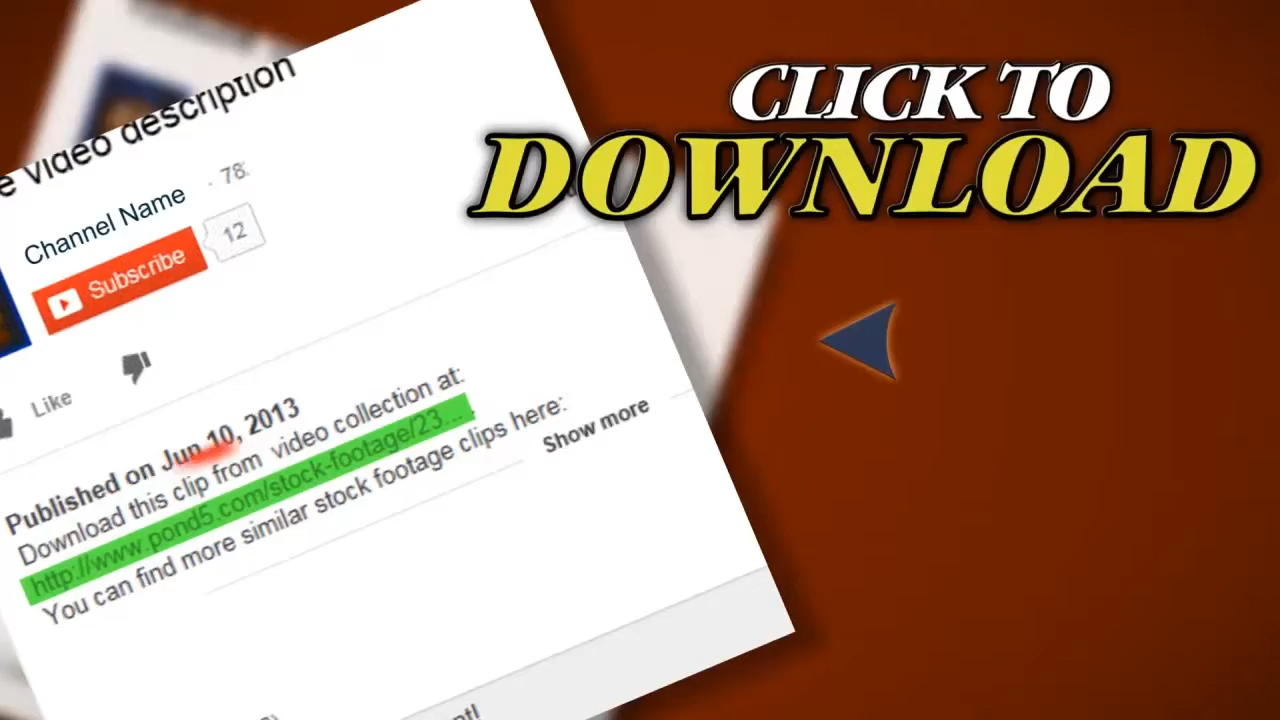 CLICK TO
DOWNLOAD
video description
Channel Name
78
Subscribe
12
Like
Published on Jun 10, 2013
Download this clip from video collection at:
http://www.pond5.com/stock-footage/23...
You can find more similar stock footage clips here:
Show more